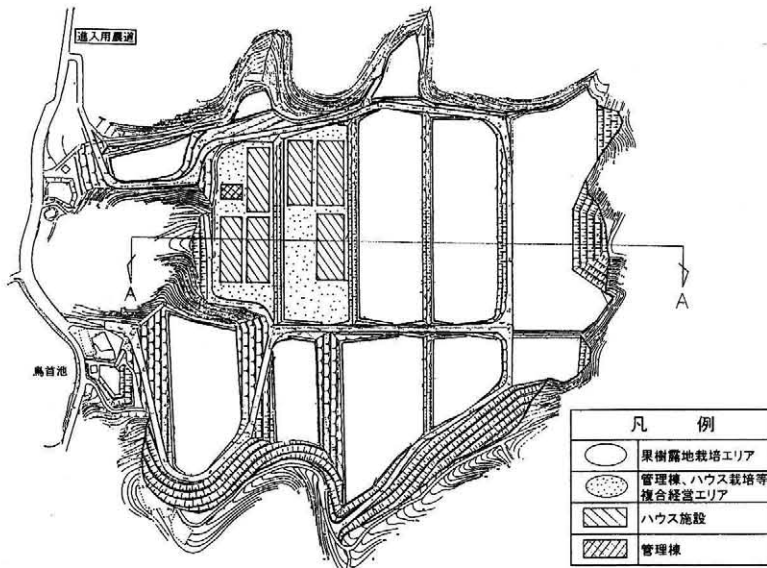 進入用農道
A
A
鳥首池
凡 例
果樹露地栽培エリア
管理棟、ハウス栽培等
複合経営エリア
ハウス施設
管理棟